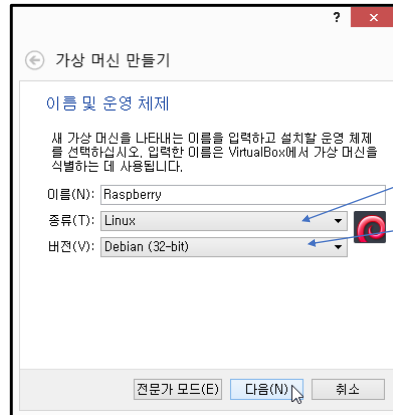 ? ×
가상 머신 만들기
이름 및 운영 체제
새 가상 머신을 나타내는 이름을 입력하고 설치할 운영 체제
를 선택하십시오. 입력한 이름은 VirtualBox에서 가상 머신을
식별하는 데 사용됩니다.
이름(N): Raspberry
종류(T): Linux
버전(V): Debian (32-bit)
전문가 모드(E) 다음(N) 취소